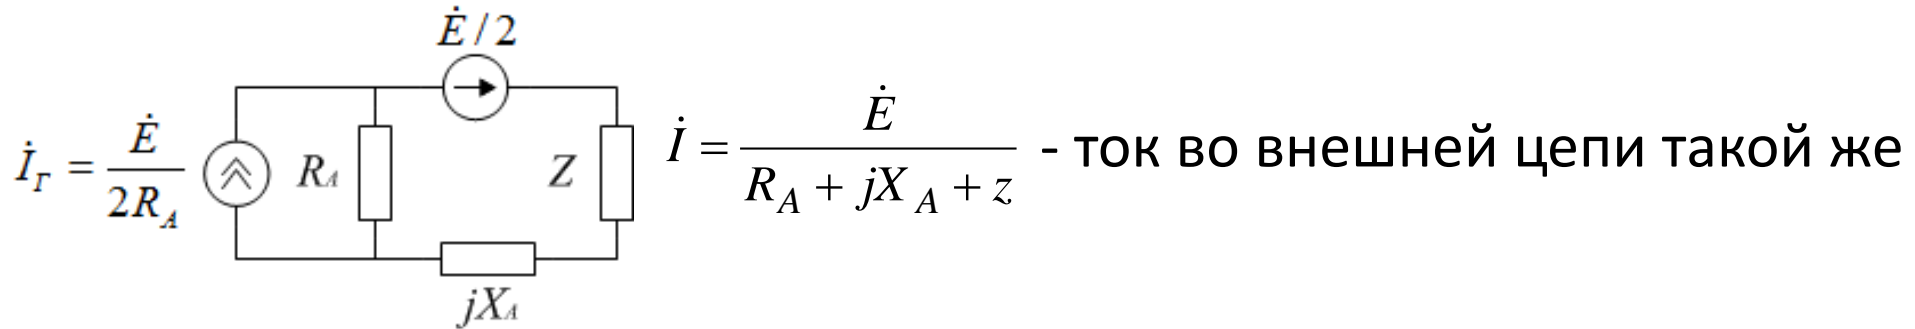 Ė / 2
İ_Г = Ė / 2R_A
R_A
Z
jX_A
İ = Ė / (R_A + jX_A + z) - ток во внешней цепи такой же